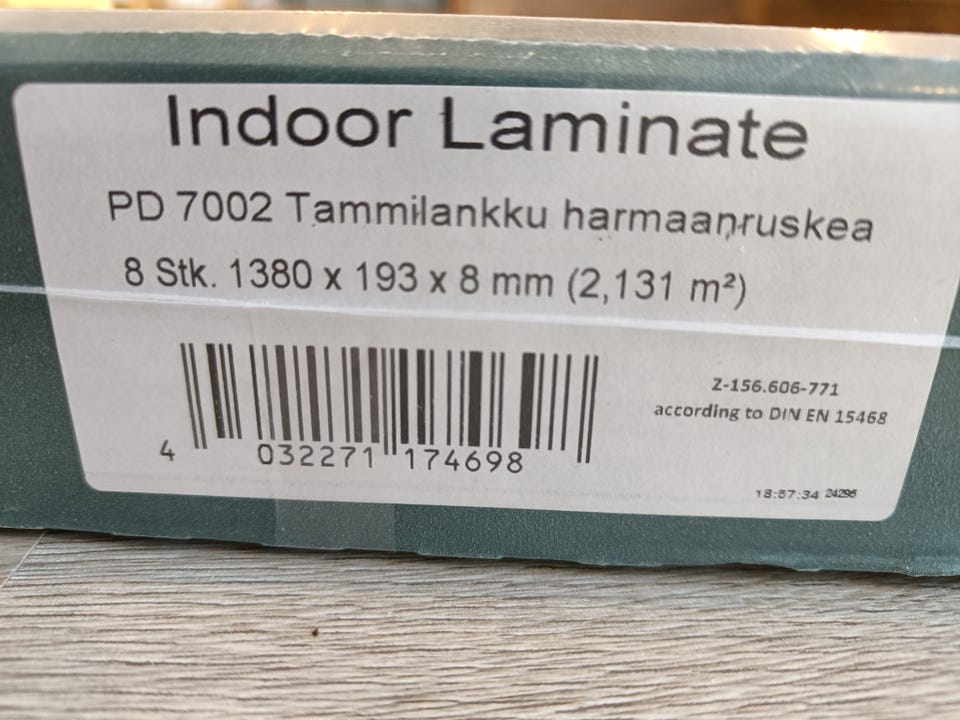 Indoor Laminate
PD 7002 Tammilankku harmaanruskea
8 Stk. 1380 x 193 x 8 mm (2,131 m²)
Z-156.606-771
according to DIN EN 15468
4 032271 174698
18:57:34 24295